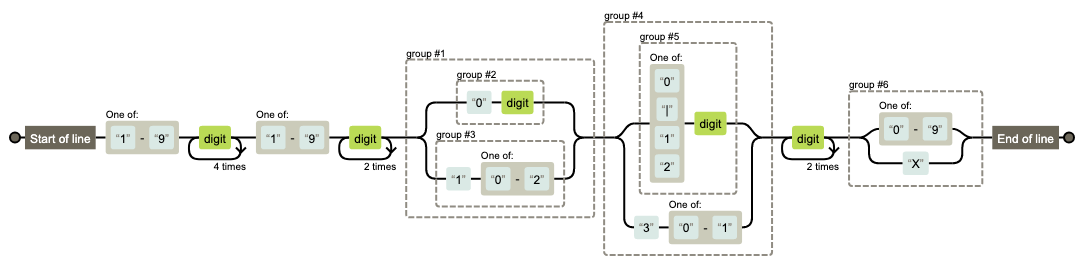 group #4
group #1
group #5
One of:
"0"
"|"
"1"
"2"
digit
group #2
"0" digit
group #3
One of:
"1" "0" - "2"
Start of line
One of:
"1" - "9"
digit
4 times
One of:
"1" - "9"
digit
2 times
One of:
"3" "0" - "1"
digit
2 times
group #6
One of:
"0" - "9"
"X"
End of line